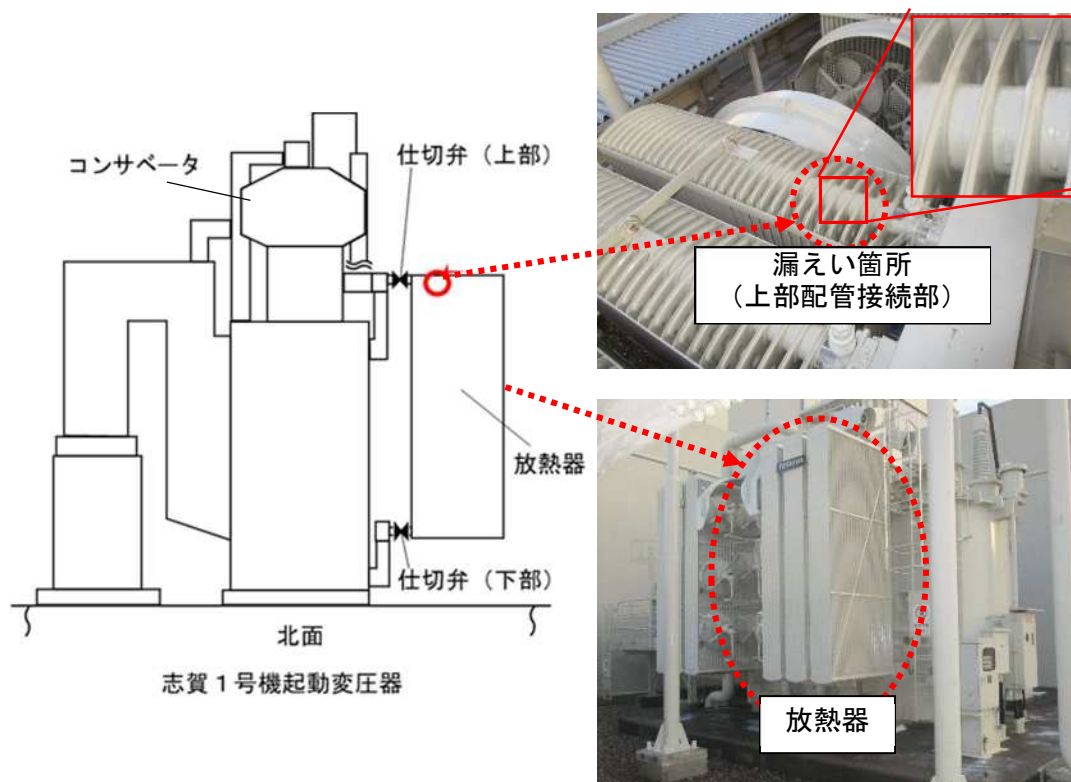 コンサベータ
仕切弁（上部）
放熱器
仕切弁（下部）
北面
志賀１号機起動変圧器
漏えい箇所
（上部配管接続部）
HITACHI
放熱器